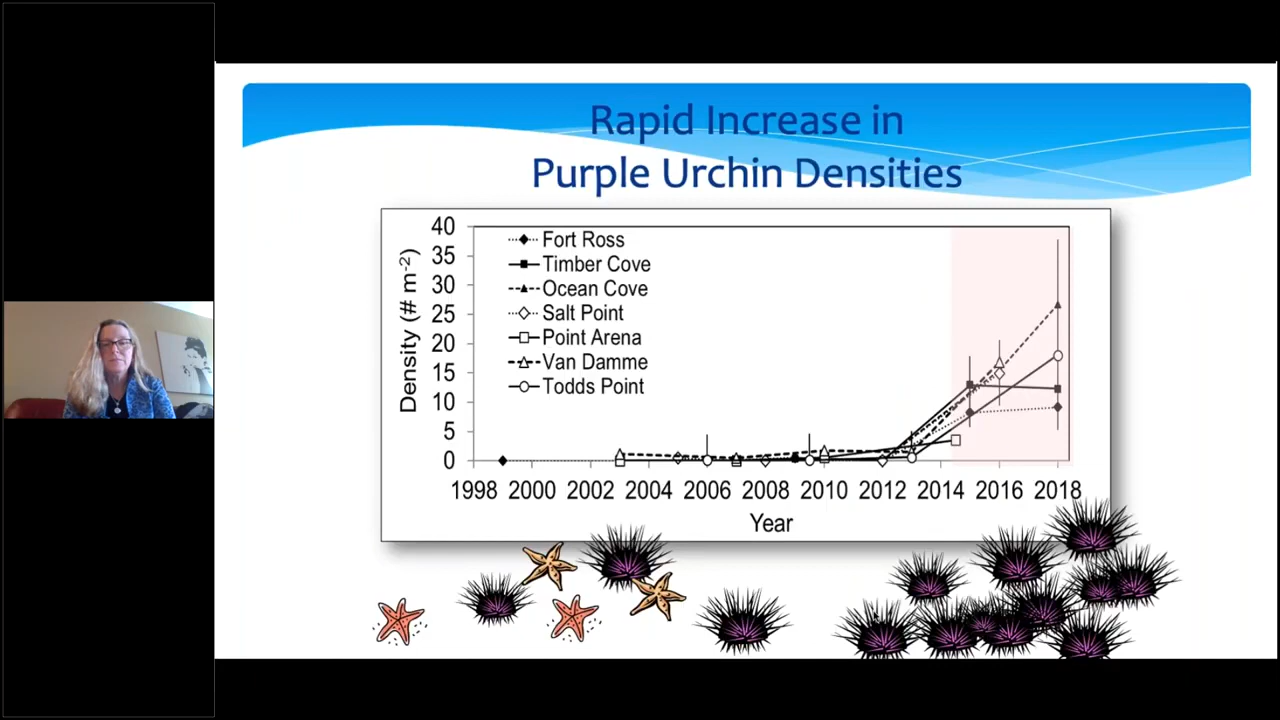 Rapid Increase in
Purple Urchin Densities
40
35
30
25
20
15
10
5
0
Density (# m⁻²)
Fort Ross
Timber Cove
Ocean Cove
Salt Point
Point Arena
Van Damme
Todds Point
1998 2000 2002 2004 2006 2008 2010 2012 2014 2016 2018
Year